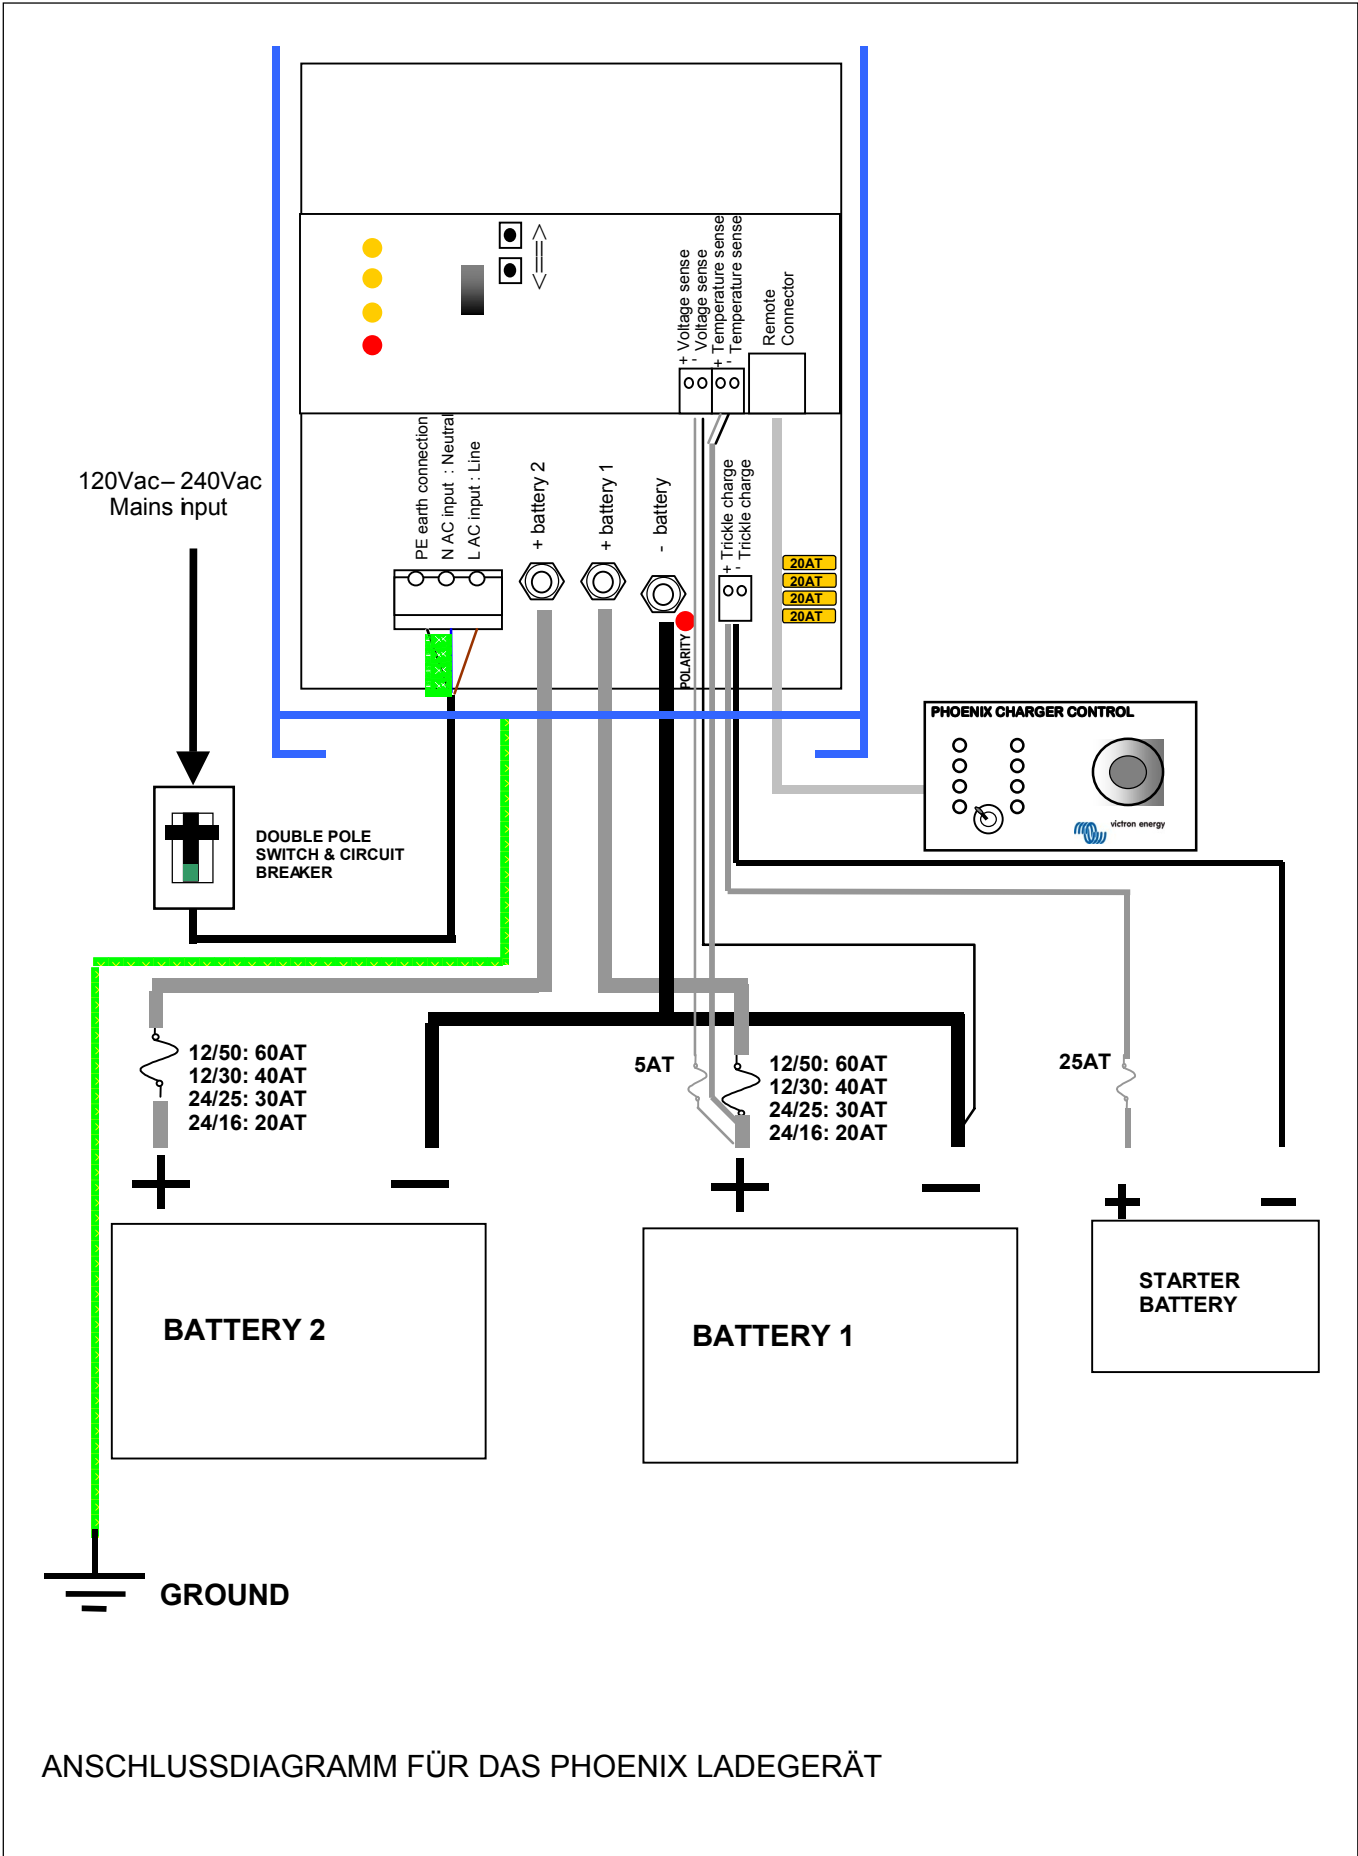 + Voltage sense
- Voltage sense
+ Temperature sense
- Temperature sense
Remote
Connector
<==>
PE earth connection
N AC input : Neutral
L AC input : Line
+ battery 2
+ battery 1
- battery
+ Trickle charge
- Trickle charge
120Vac– 240Vac
Mains input
20AT
20AT
20AT
20AT
POLARITY
PHOENIX CHARGER CONTROL
victron energy
DOUBLE POLE
SWITCH & CIRCUIT
BREAKER
12/50: 60AT
12/30: 40AT
24/25: 30AT
24/16: 20AT
5AT
12/50: 60AT
12/30: 40AT
24/25: 30AT
24/16: 20AT
25AT
+
–
+
–
+
–
BATTERY 2
BATTERY 1
STARTER
BATTERY
GROUND
ANSCHLUSSDIAGRAMM FÜR DAS PHOENIX LADEGERÄT